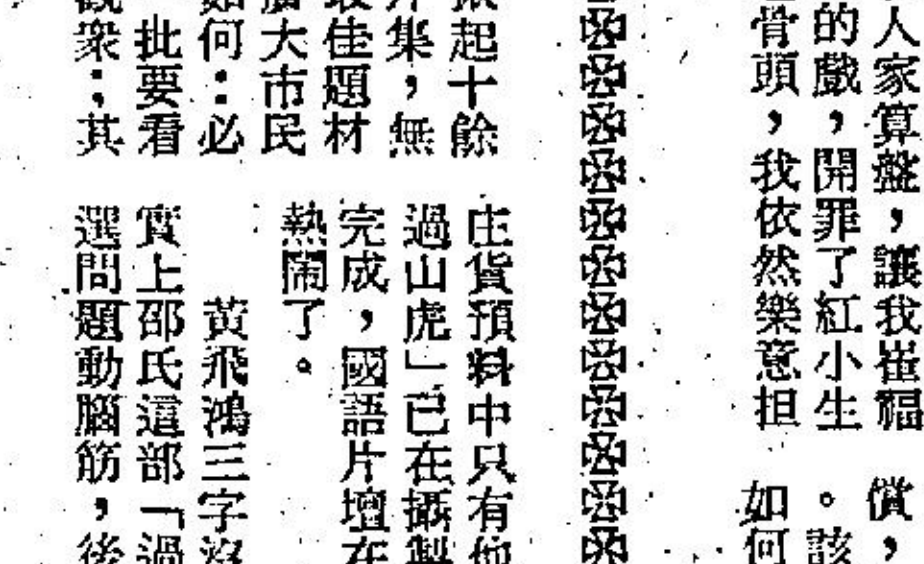 人家算盤，讓我崔福
的戲，開罪了紅小生
骨頭，我依然樂意担
償，
。該
如何
起十餘
集，無
佳題材
大市民
何：必
批要看
衆：其
庄貨預料中只有他
過山虎」已在攝製
完成，國語片壇在
熱鬧了。
黃飛鴻三字沒
實上邵氏這部「過
選問題動腦筋，後